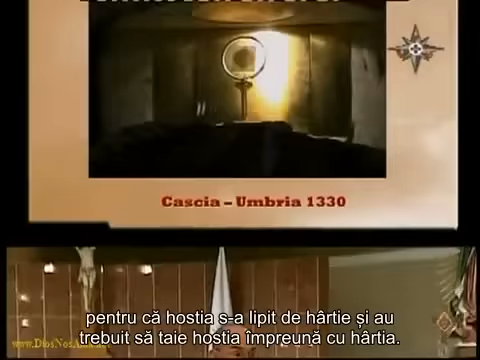 Cascia – Umbria 1330
pentru că hostia s-a lipit de hârtie și au
trebuit să taie hostia împreună cu hârtia.